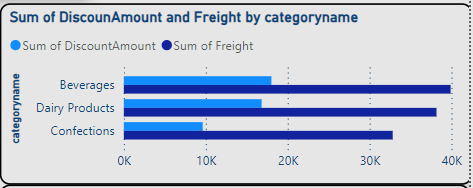 Sum of DiscounAmount and Freight by categoryname
Sum of DiscountAmount Sum of Freight
categoryname
Beverages
Dairy Products
Confections
0K 10K 20K 30K 40K